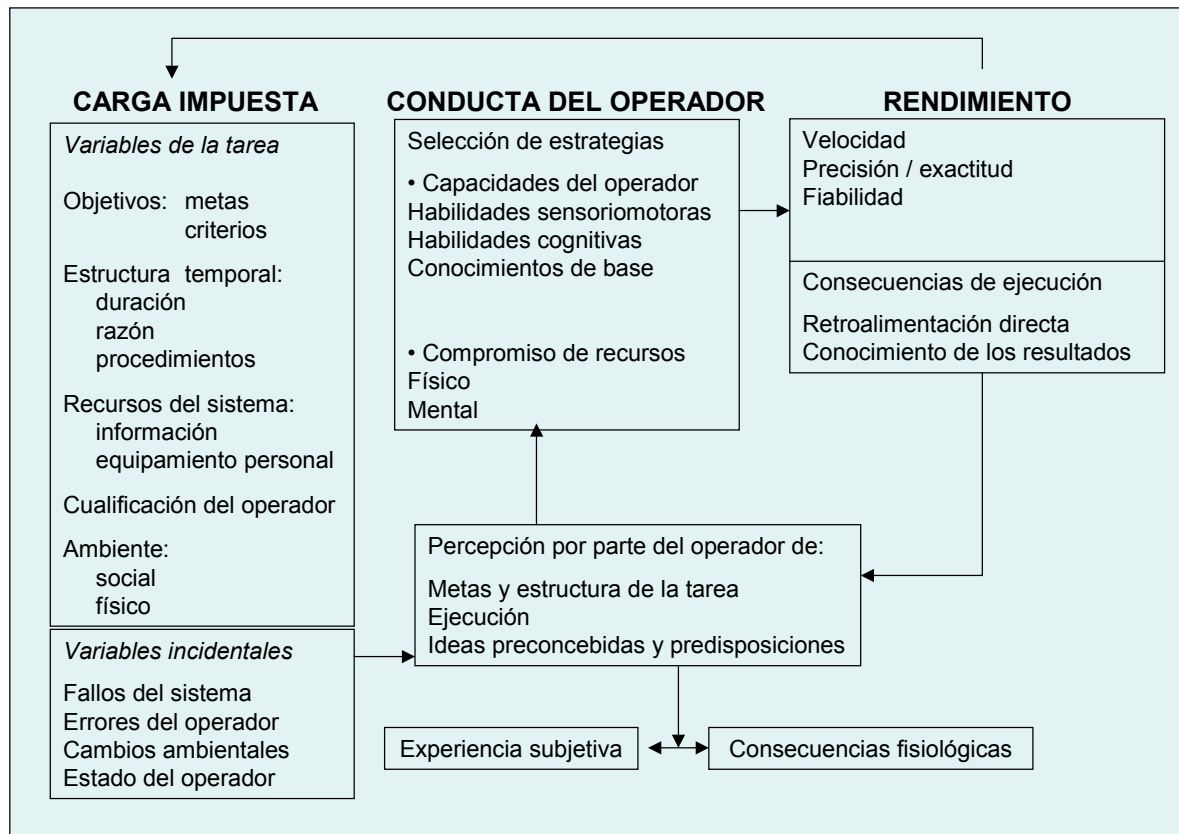 CARGA IMPUESTA
Variables de la tarea
Objetivos: metas
criterios
Estructura temporal:
duración
razón
procedimientos
Recursos del sistema:
información
equipamiento personal
Cualificación del operador
Ambiente:
social
físico
Variables incidentales
Fallos del sistema
Errores del operador
Cambios ambientales
Estado del operador
CONDUCTA DEL OPERADOR
Selección de estrategias
• Capacidades del operador
Habilidades sensoriomotoras
Habilidades cognitivas
Conocimientos de base
• Compromiso de recursos
Físico
Mental
RENDIMIENTO
Velocidad
Precisión / exactitud
Fiabilidad
Consecuencias de ejecución
Retroalimentación directa
Conocimiento de los resultados
Percepción por parte del operador de:
Metas y estructura de la tarea
Ejecución
Ideas preconcebidas y predisposiciones
Experiencia subjetiva
Consecuencias fisiológicas